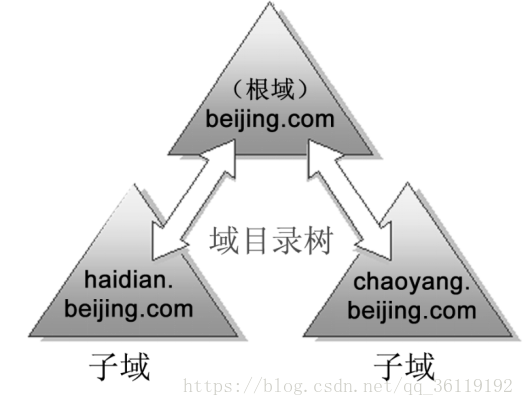 （根域）
beijing.com
域目录树
haidian.
beijing.com
chaoyang.
beijing.com
子域
子域
https://blog.csdn.net/qq_36119192